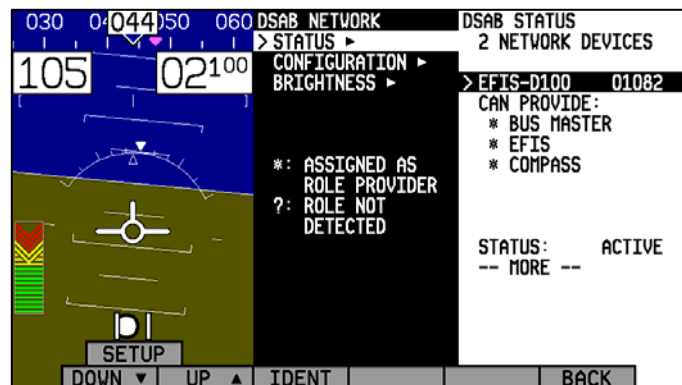 030 04 044 050 060
105
02100
SETUP
DSAB NETWORK
> STATUS ►
CONFIGURATION ►
BRIGHTNESS ►
*: ASSIGNED AS
ROLE PROVIDER
?: ROLE NOT
DETECTED
DSAB STATUS
2 NETWORK DEVICES
>EFIS-D100 01082
CAN PROVIDE:
* BUS MASTER
* EFIS
* COMPASS
STATUS: ACTIVE
-- MORE --
DOWN ▼ UP ▲ IDENT BACK